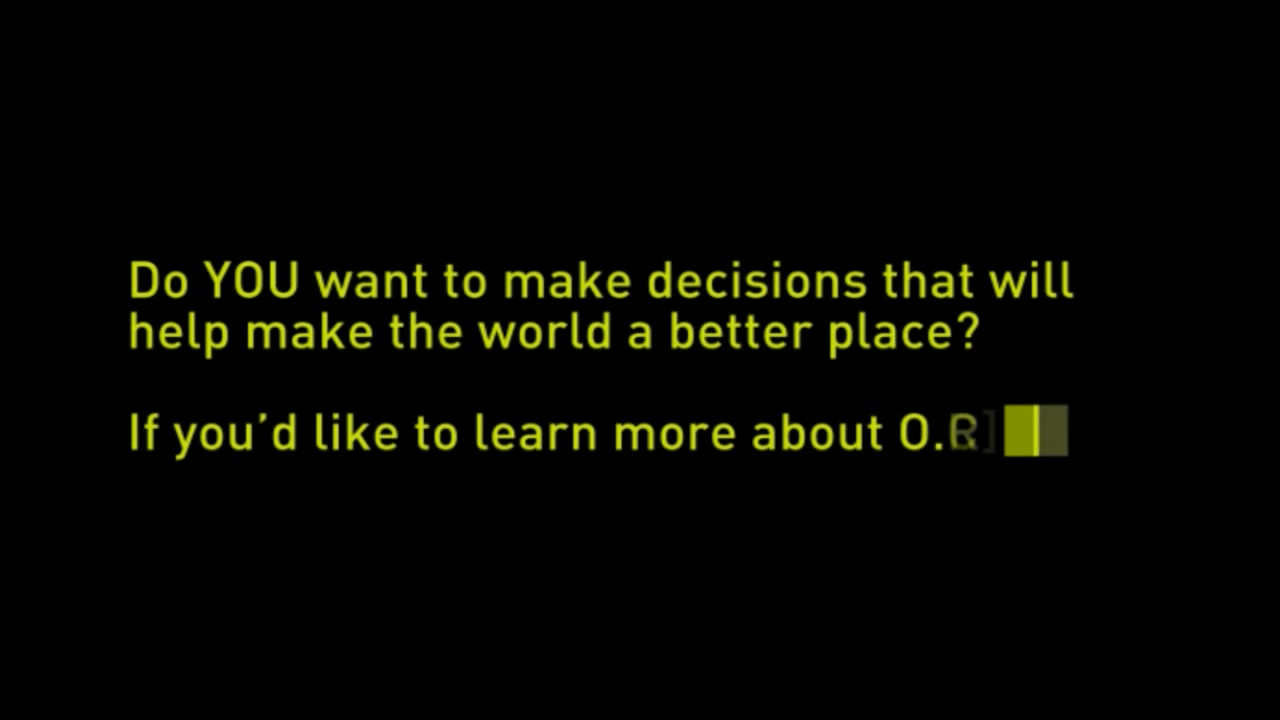 Do YOU want to make decisions that will
help make the world a better place?
If you’d like to learn more about O.R